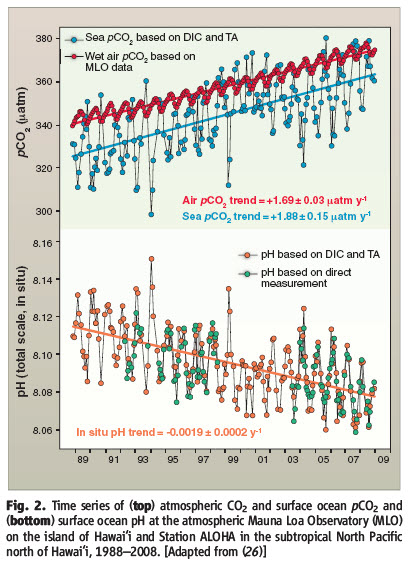 380
360
340
320
300
pCO₂ (µatm)
Sea pCO₂ based on DIC and TA
Wet air pCO₂ based on
MLO data
Air pCO₂ trend = +1.69 ± 0.03 µatm y⁻¹
Sea pCO₂ trend = +1.88 ± 0.15 µatm y⁻¹
8.16
8.14
8.12
8.10
8.08
8.06
pH (total scale, in situ)
pH based on DIC and TA
pH based on direct
measurement
In situ pH trend = -0.0019 ± 0.0002 y⁻¹
89 91 93 95 97 99 01 03 05 07 09
Fig. 2. Time series of (top) atmospheric CO₂ and surface ocean pCO₂ and
(bottom) surface ocean pH at the atmospheric Mauna Loa Observatory (MLO)
on the island of Hawai‘i and Station ALOHA in the subtropical North Pacific
north of Hawai‘i, 1988–2008. [Adapted from (26)]